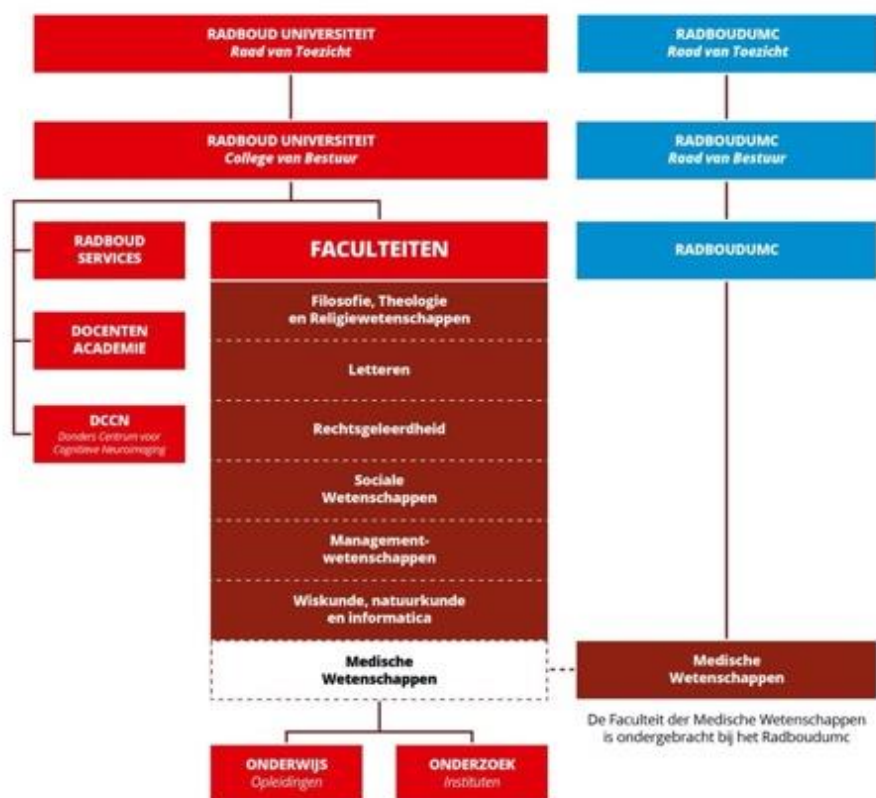 RADBOUD UNIVERSITEIT
Raad van Toezicht
RADBOUDUMC
Raad van Toezicht
RADBOUD UNIVERSITEIT
College van Bestuur
RADBOUDUMC
Raad van Bestuur
RADBOUD
SERVICES
FACULTEITEN
RADBOUDUMC
Filosofie, Theologie
en Religiewetenschappen
DOCENTEN
ACADEMIE
Letteren
DCCN
Donders Centrum voor
Cognitieve Neuroimaging
Rechtsgeleerdheid
Sociale
Wetenschappen
Management-
wetenschappen
Wiskunde, natuurkunde
en informatica
Medische
Wetenschappen
Medische
Wetenschappen
De Faculteit der Medische Wetenschappen
is ondergebracht bij het Radboudumc
ONDERWIJS
Opleidingen
ONDERZOEK
Instituten